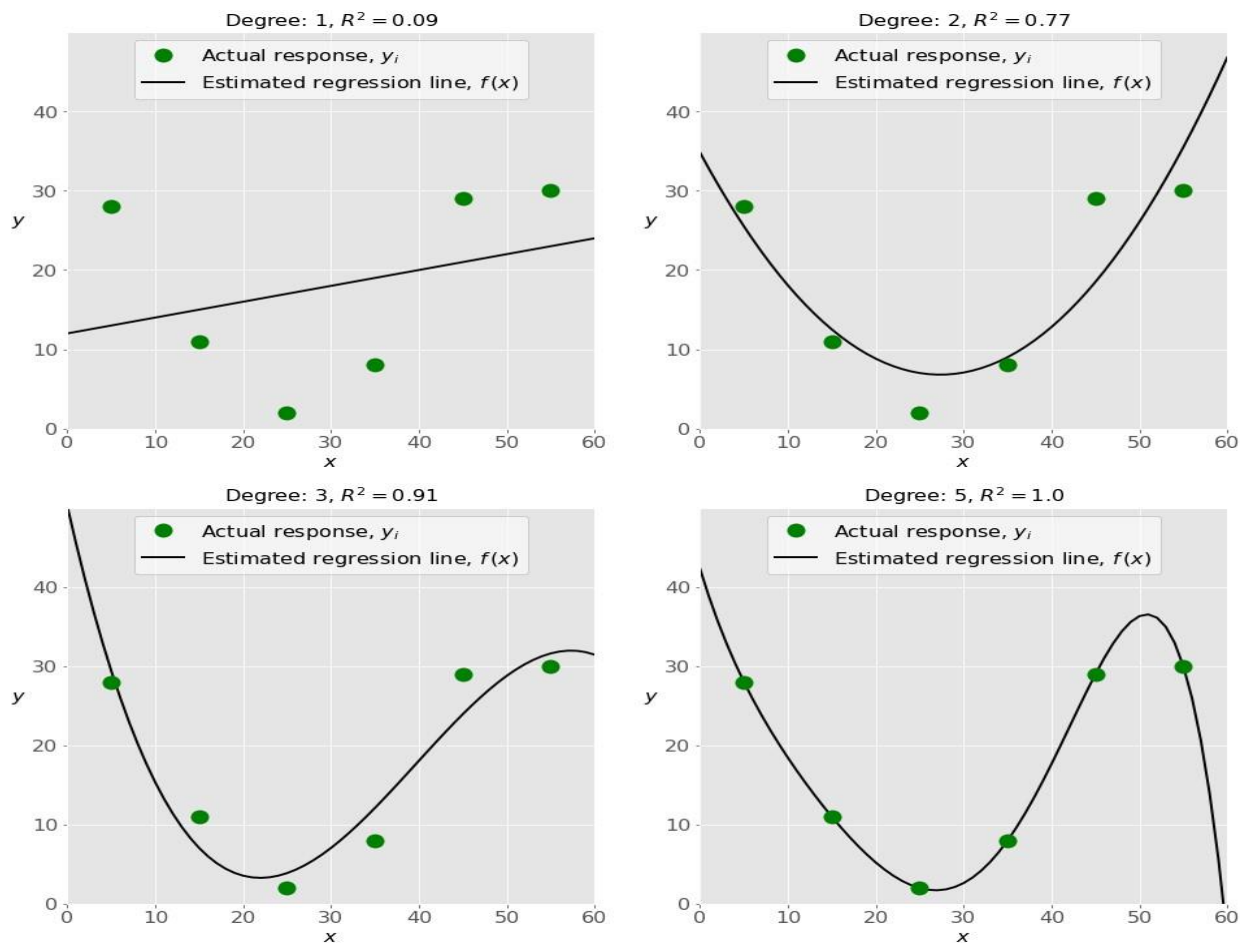 Degree: 1, R² = 0.09
Actual response, yᵢ
Estimated regression line, f(x)
40
30
y
20
10
0
0 10 20 30 40 50 60
x
Degree: 2, R² = 0.77
Actual response, yᵢ
Estimated regression line, f(x)
40
30
y
20
10
0
0 10 20 30 40 50 60
x
Degree: 3, R² = 0.91
Actual response, yᵢ
Estimated regression line, f(x)
40
30
y
20
10
0
0 10 20 30 40 50 60
x
Degree: 5, R² = 1.0
Actual response, yᵢ
Estimated regression line, f(x)
40
30
y
20
10
0
0 10 20 30 40 50 60
x